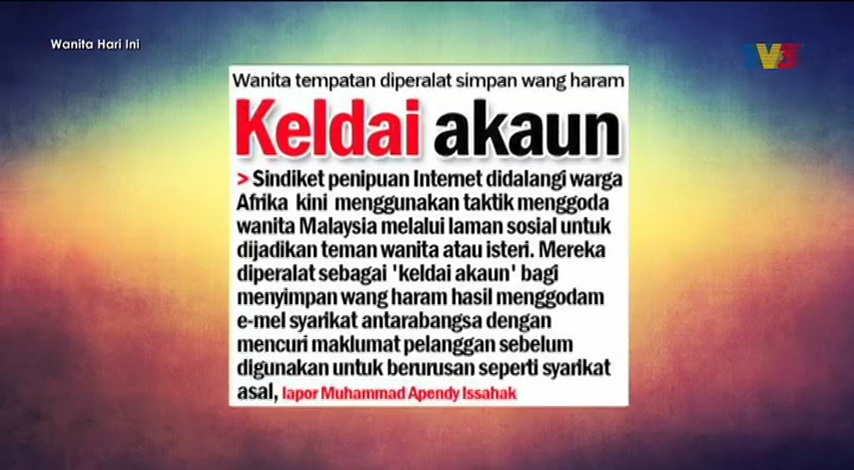 Wanita Hari Ini
TV3
Wanita tempatan diperalat simpan wang haram
Keldai akaun
> Sindiket penipuan Internet didalangi warga
Afrika kini menggunakan taktik menggoda
wanita Malaysia melalui laman sosial untuk
dijadikan teman wanita atau isteri. Mereka
diperalat sebagai 'keldai akaun' bagi
menyimpan wang haram hasil menggodam
e-mel syarikat antarabangsa dengan
mencuri maklumat pelanggan sebelum
digunakan untuk berurusan seperti syarikat
asal, lapor Muhammad Apendy Issahak